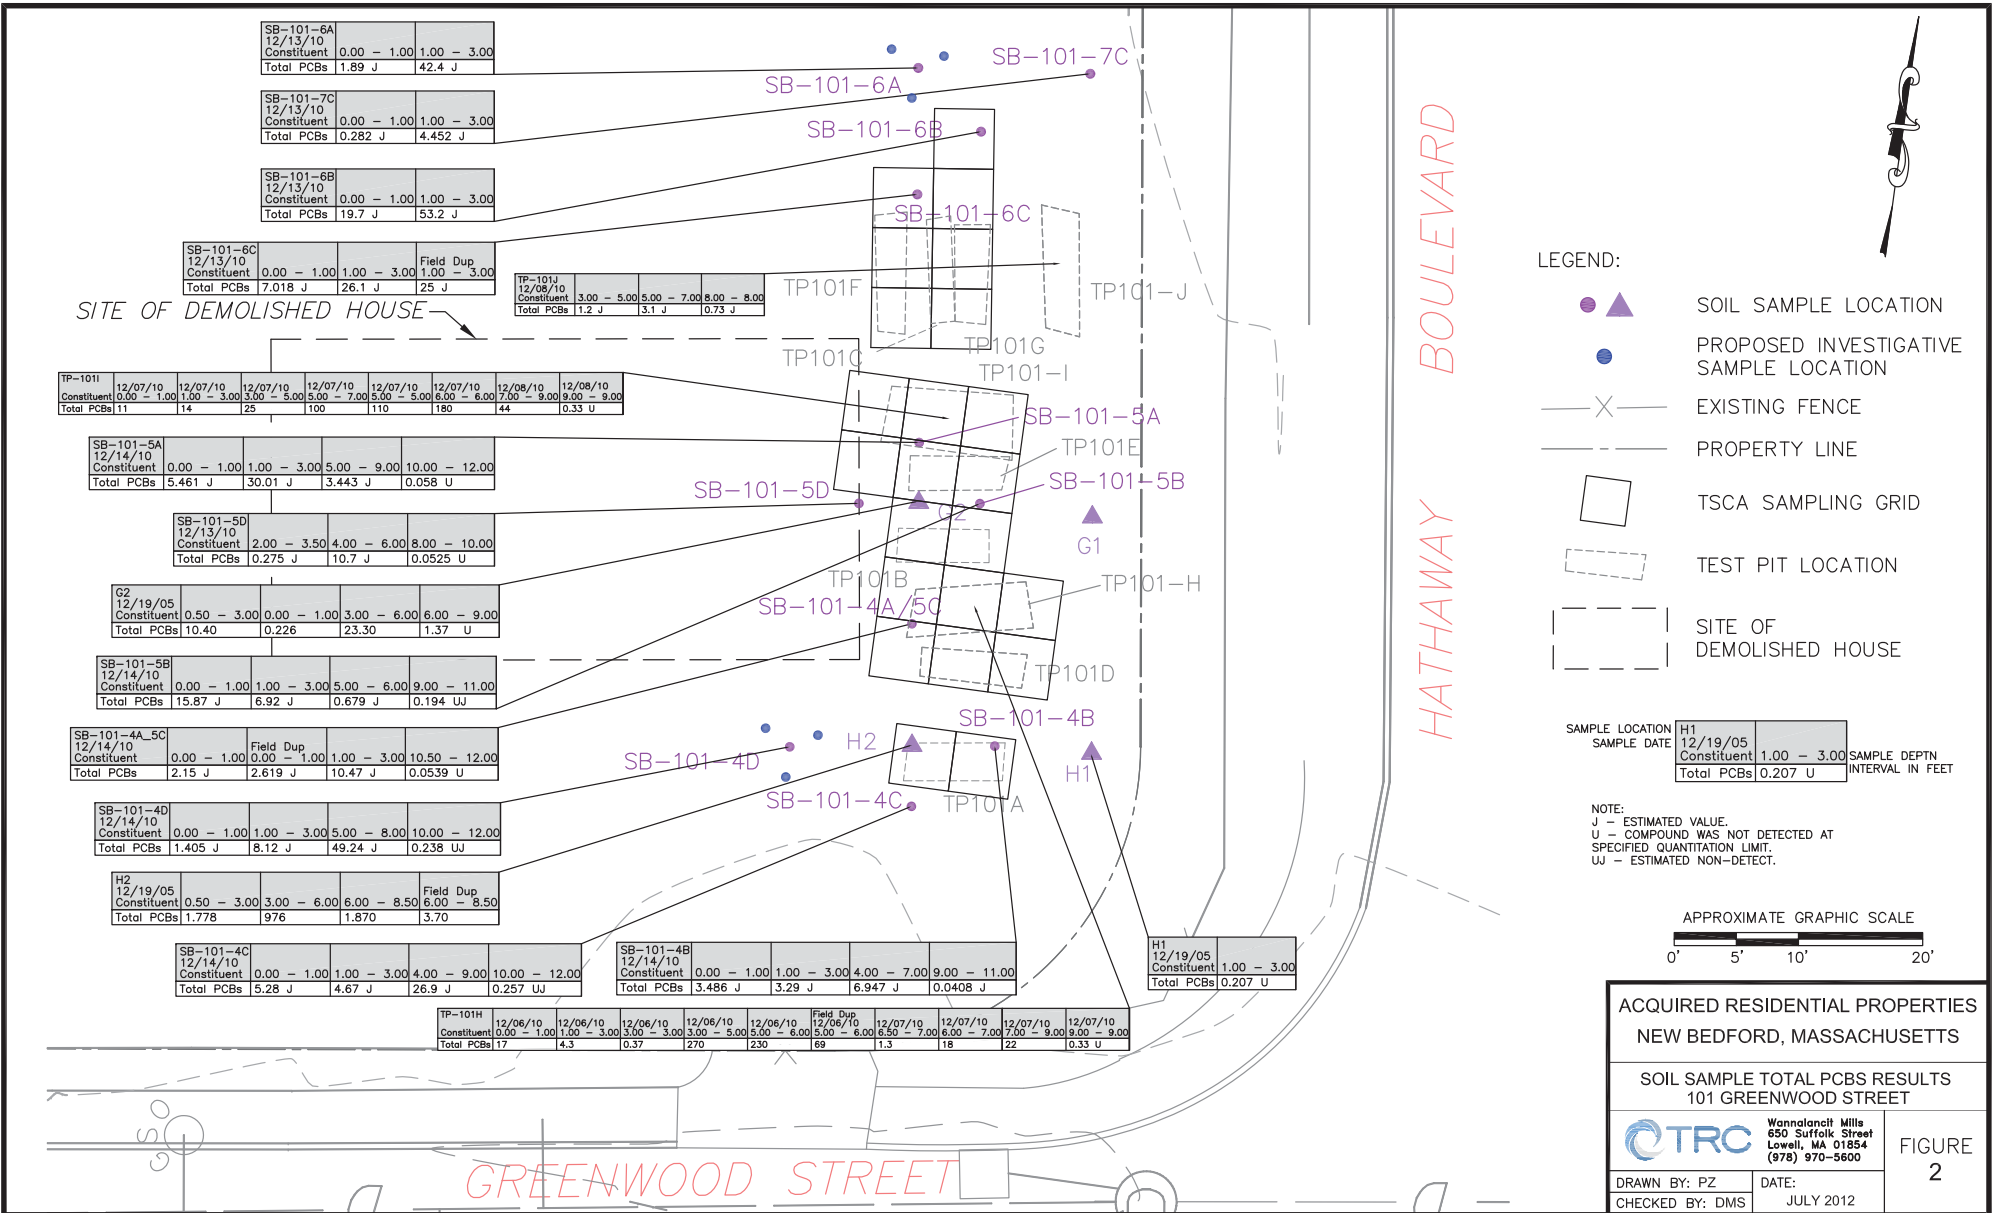 SB-101-6A
12/13/10
Constituent 0.00 - 1.00 1.00 - 3.00
Total PCBs 1.89 J 42.4 J
SB-101-7C
12/13/10
Constituent 0.00 - 1.00 1.00 - 3.00
Total PCBs 0.282 J 4.452 J
SB-101-6B
12/13/10
Constituent 0.00 - 1.00 1.00 - 3.00
Total PCBs 19.7 J 53.2 J
SB-101-6C
12/13/10 Field Dup
Constituent 0.00 - 1.00 1.00 - 3.00 1.00 - 3.00
Total PCBs 7.018 J 26.1 J 25 J
TP-101J
12/08/10
Constituent 3.00 - 5.00 5.00 - 7.00 8.00 - 8.00
Total PCBs 1.2 J 3.1 J 0.73 J
SITE OF DEMOLISHED HOUSE
TP-101I
12/07/10 12/07/10 12/07/10 12/07/10 12/07/10 12/07/10 12/08/10 12/08/10
Constituent 0.00 - 1.00 1.00 - 3.00 3.00 - 5.00 5.00 - 7.00 5.00 - 5.00 6.00 - 6.00 7.00 - 9.00 9.00 - 9.00
Total PCBs 11 14 25 100 110 180 44 0.33 U
SB-101-5A
12/14/10
Constituent 0.00 - 1.00 1.00 - 3.00 5.00 - 9.00 10.00 - 12.00
Total PCBs 5.461 J 30.01 J 3.443 J 0.058 U
SB-101-5D
12/13/10
Constituent 2.00 - 3.50 4.00 - 6.00 8.00 - 10.00
Total PCBs 0.275 J 10.7 J 0.0525 U
G2
12/19/05
Constituent 0.50 - 3.00 0.00 - 1.00 3.00 - 6.00 6.00 - 9.00
Total PCBs 10.40 0.226 23.30 1.37 U
SB-101-5B
12/14/10
Constituent 0.00 - 1.00 1.00 - 3.00 5.00 - 6.00 9.00 - 11.00
Total PCBs 15.87 J 6.92 J 0.679 J 0.194 UJ
SB-101-4A_5C
12/14/10 Field Dup
Constituent 0.00 - 1.00 0.00 - 1.00 1.00 - 3.00 10.50 - 12.00
Total PCBs 2.15 J 2.619 J 10.47 J 0.0539 U
SB-101-4D
12/14/10
Constituent 0.00 - 1.00 1.00 - 3.00 5.00 - 8.00 10.00 - 12.00
Total PCBs 1.405 J 8.12 J 49.24 J 0.238 UJ
H2
12/19/05 Field Dup
Constituent 0.50 - 3.00 3.00 - 6.00 6.00 - 8.50 6.00 - 8.50
Total PCBs 1.778 976 1.870 3.70
SB-101-4C
12/14/10
Constituent 0.00 - 1.00 1.00 - 3.00 4.00 - 9.00 10.00 - 12.00
Total PCBs 5.28 J 4.67 J 26.9 J 0.257 UJ
SB-101-4B
12/14/10
Constituent 0.00 - 1.00 1.00 - 3.00 4.00 - 7.00 9.00 - 11.00
Total PCBs 3.486 J 3.29 J 6.947 J 0.0408 J
TP-101H Field Dup
12/06/10 12/06/10 12/06/10 12/06/10 12/06/10 12/06/10 12/07/10 12/07/10 12/07/10 12/07/10
Constituent 0.00 - 1.00 1.00 - 3.00 3.00 - 3.00 3.00 - 5.00 5.00 - 6.00 5.00 - 6.00 6.50 - 7.00 6.00 - 7.00 7.00 - 9.00 9.00 - 9.00
Total PCBs 17 4.3 0.37 270 230 69 1.3 18 22 0.33 U
H1
12/19/05
Constituent 1.00 - 3.00
Total PCBs 0.207 U
SB-101-7C
SB-101-6A
SB-101-6B
SB-101-6C
TP101F
TP101-J
TP101C
TP101G
TP101-I
SB-101-5A
TP101E
SB-101-5D
SB-101-5B
G2
G1
TP101B
TP101-H
SB-101-4A/5C
TP101D
SB-101-4B
H2
SB-101-4D
H1
SB-101-4C
TP101A
HATHAWAY BOULEVARD
GREENWOOD STREET
CSO
LEGEND:
SOIL SAMPLE LOCATION
PROPOSED INVESTIGATIVE
SAMPLE LOCATION
X EXISTING FENCE
PROPERTY LINE
TSCA SAMPLING GRID
TEST PIT LOCATION
SITE OF
DEMOLISHED HOUSE
SAMPLE LOCATION H1
SAMPLE DATE 12/19/05
Constituent 1.00 - 3.00 SAMPLE DEPTN
INTERVAL IN FEET
Total PCBs 0.207 U
NOTE:
J - ESTIMATED VALUE.
U - COMPOUND WAS NOT DETECTED AT
SPECIFIED QUANTITATION LIMIT.
UJ - ESTIMATED NON-DETECT.
APPROXIMATE GRAPHIC SCALE
0' 5' 10' 20'
ACQUIRED RESIDENTIAL PROPERTIES
NEW BEDFORD, MASSACHUSETTS
SOIL SAMPLE TOTAL PCBS RESULTS
101 GREENWOOD STREET
TRC
Wannalancit Mills
650 Suffolk Street
Lowell, MA 01854
(978) 970-5600
FIGURE
2
DRAWN BY: PZ
CHECKED BY: DMS
DATE:
JULY 2012